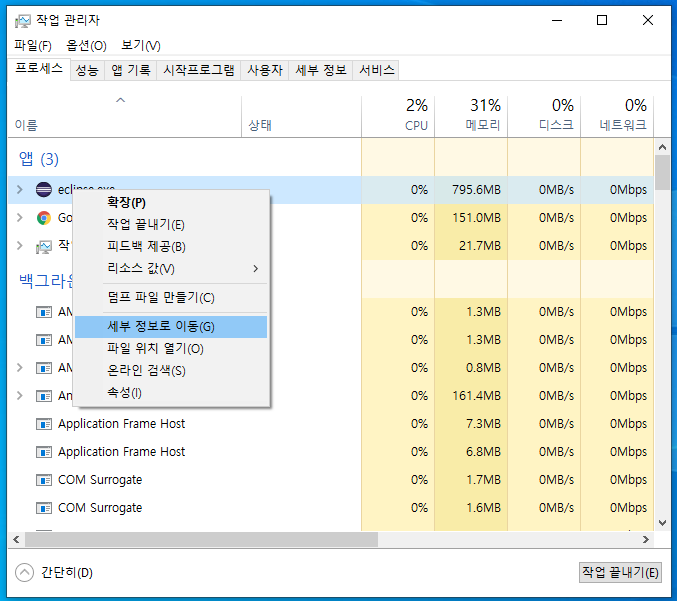 작업 관리자
파일(F) 옵션(O) 보기(V)
프로세스 성능 앱 기록 시작프로그램 사용자 세부 정보 서비스
2% 31% 0% 0%
이름 상태 CPU 메모리 디스크 네트워크
앱 (3)
eclipse.exe 0% 795.6MB 0MB/s 0Mbps
확장(P)
Go 0% 151.0MB 0MB/s 0Mbps
작업 끝내기(E)
작 0% 21.7MB 0MB/s 0Mbps
피드백 제공(B)
리소스 값(V)
백그라운
덤프 파일 만들기(C)
AM 0% 1.3MB 0MB/s 0Mbps
세부 정보로 이동(G)
AM 0% 1.3MB 0MB/s 0Mbps
파일 위치 열기(O)
AM 0% 0.8MB 0MB/s 0Mbps
온라인 검색(S)
An 0% 161.4MB 0MB/s 0Mbps
속성(I)
Application Frame Host 0% 7.3MB 0MB/s 0Mbps
Application Frame Host 0% 6.8MB 0MB/s 0Mbps
COM Surrogate 0% 1.7MB 0MB/s 0Mbps
COM Surrogate 0% 1.6MB 0MB/s 0Mbps
간단히(D) 작업 끝내기(E)